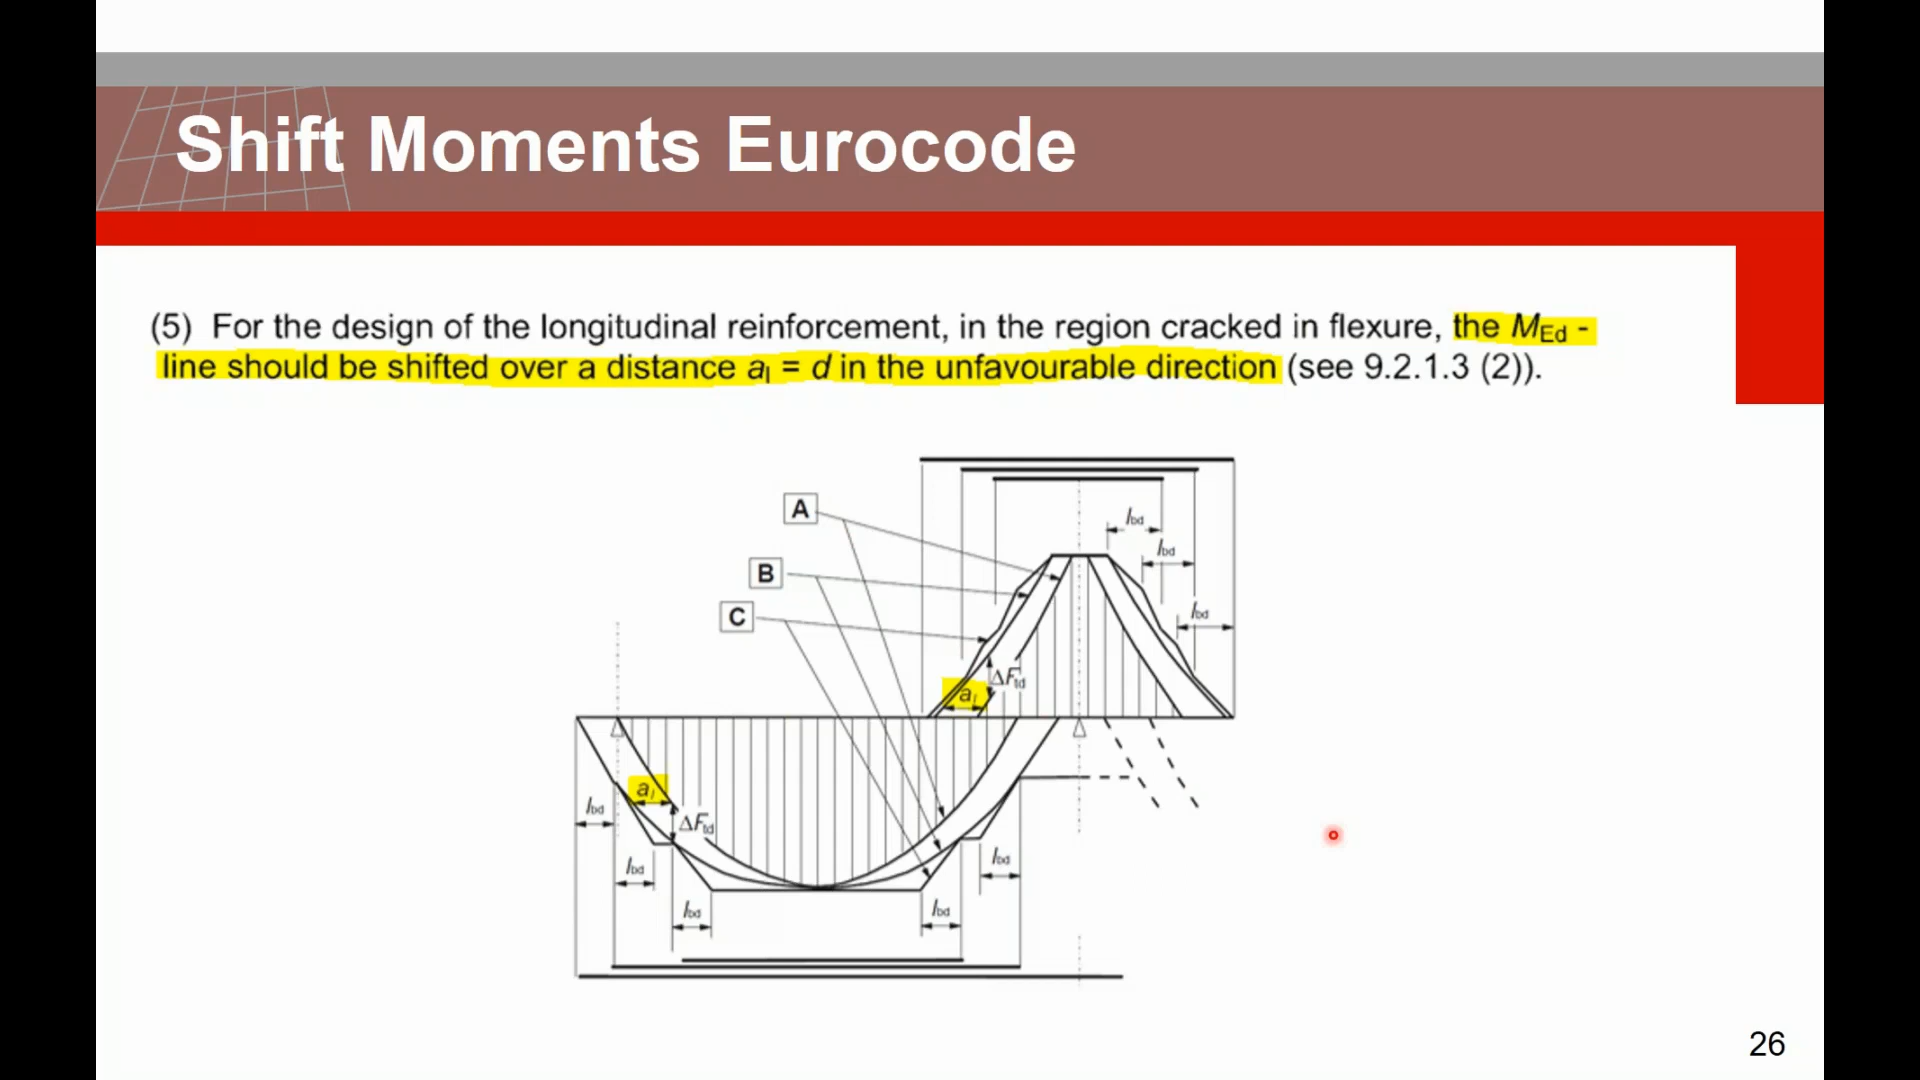 Shift Moments Eurocode
(5) For the design of the longitudinal reinforcement, in the region cracked in flexure, the MEd -
line should be shifted over a distance al = d in the unfavourable direction (see 9.2.1.3 (2)).
A
lbd
lbd
B
lbd
C
ΔFtd
al
al
lbd
ΔFtd
lbd
lbd
lbd
lbd
26